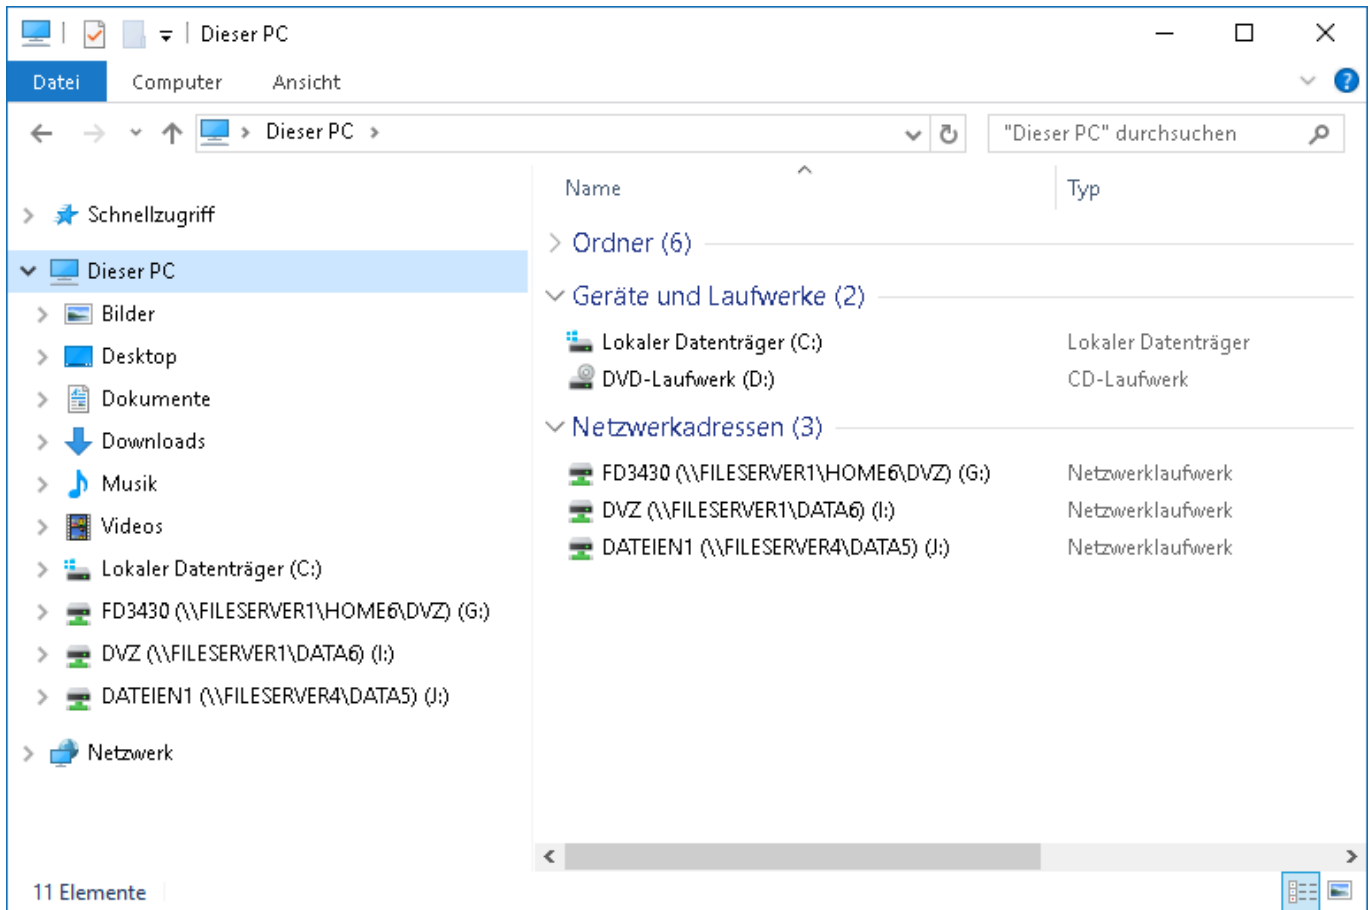 Dieser PC
Datei Computer Ansicht
Dieser PC
"Dieser PC" durchsuchen
Schnellzugriff
Dieser PC
Bilder
Desktop
Dokumente
Downloads
Musik
Videos
Lokaler Datenträger (C:)
FD3430 (\\FILESERVER1\HOME6\DVZ) (G:)
DVZ (\\FILESERVER1\DATA6) (I:)
DATEIEN1 (\\FILESERVER4\DATA5) (J:)
Netzwerk
Name Typ
Ordner (6)
Geräte und Laufwerke (2)
Lokaler Datenträger (C:) Lokaler Datenträger
DVD-Laufwerk (D:) CD-Laufwerk
Netzwerkadressen (3)
FD3430 (\\FILESERVER1\HOME6\DVZ) (G:) Netzwerklaufwerk
DVZ (\\FILESERVER1\DATA6) (I:) Netzwerklaufwerk
DATEIEN1 (\\FILESERVER4\DATA5) (J:) Netzwerklaufwerk
11 Elemente